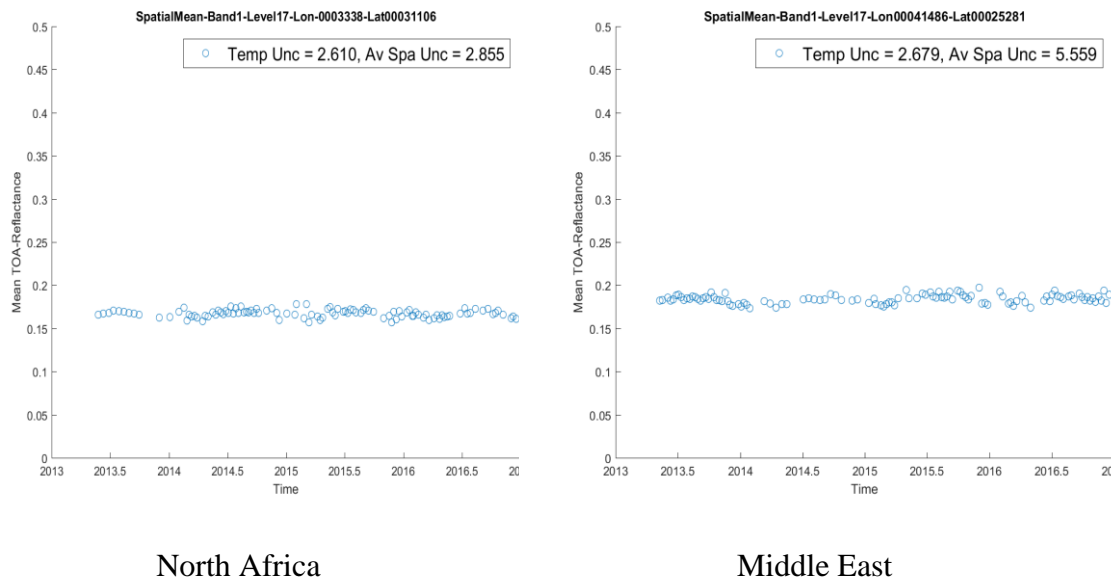 SpatialMean-Band1-Level17-Lon-0003338-Lat00031106
Temp Unc = 2.610, Av Spa Unc = 2.855
Mean TOA-Reflactance
0.5
0.45
0.4
0.35
0.3
0.25
0.2
0.15
0.1
0.05
0
2013 2013.5 2014 2014.5 2015 2015.5 2016 2016.5 20
Time
North Africa
SpatialMean-Band1-Level17-Lon00041486-Lat00025281
Temp Unc = 2.679, Av Spa Unc = 5.559
Mean TOA-Reflactance
0.5
0.45
0.4
0.35
0.3
0.25
0.2
0.15
0.1
0.05
0
2013 2013.5 2014 2014.5 2015 2015.5 2016 2016.5 20
Time
Middle East